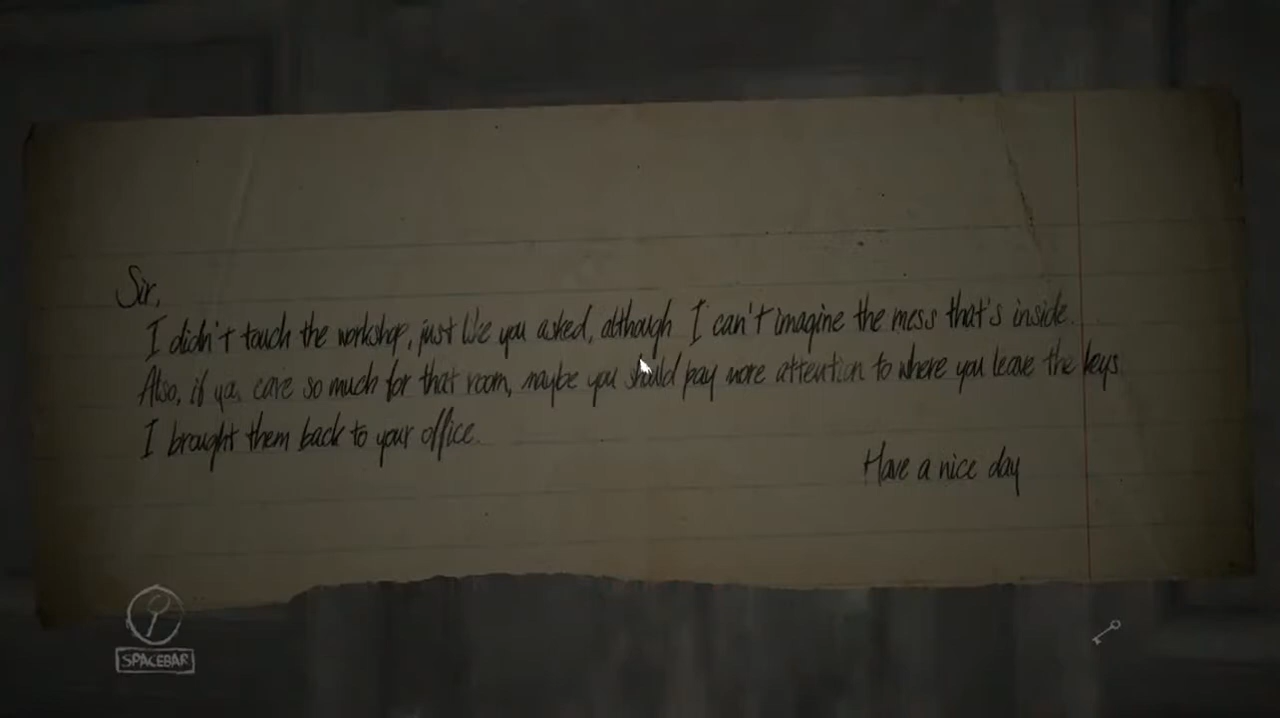 Sir,
I didn't touch the workshop, just like you asked, although I can't imagine the mess that's inside.
Also, if ya care so much for that room, maybe you should pay more attention to where you leave the keys
I brought them back to your office.
Have a nice day
SPACEBAR